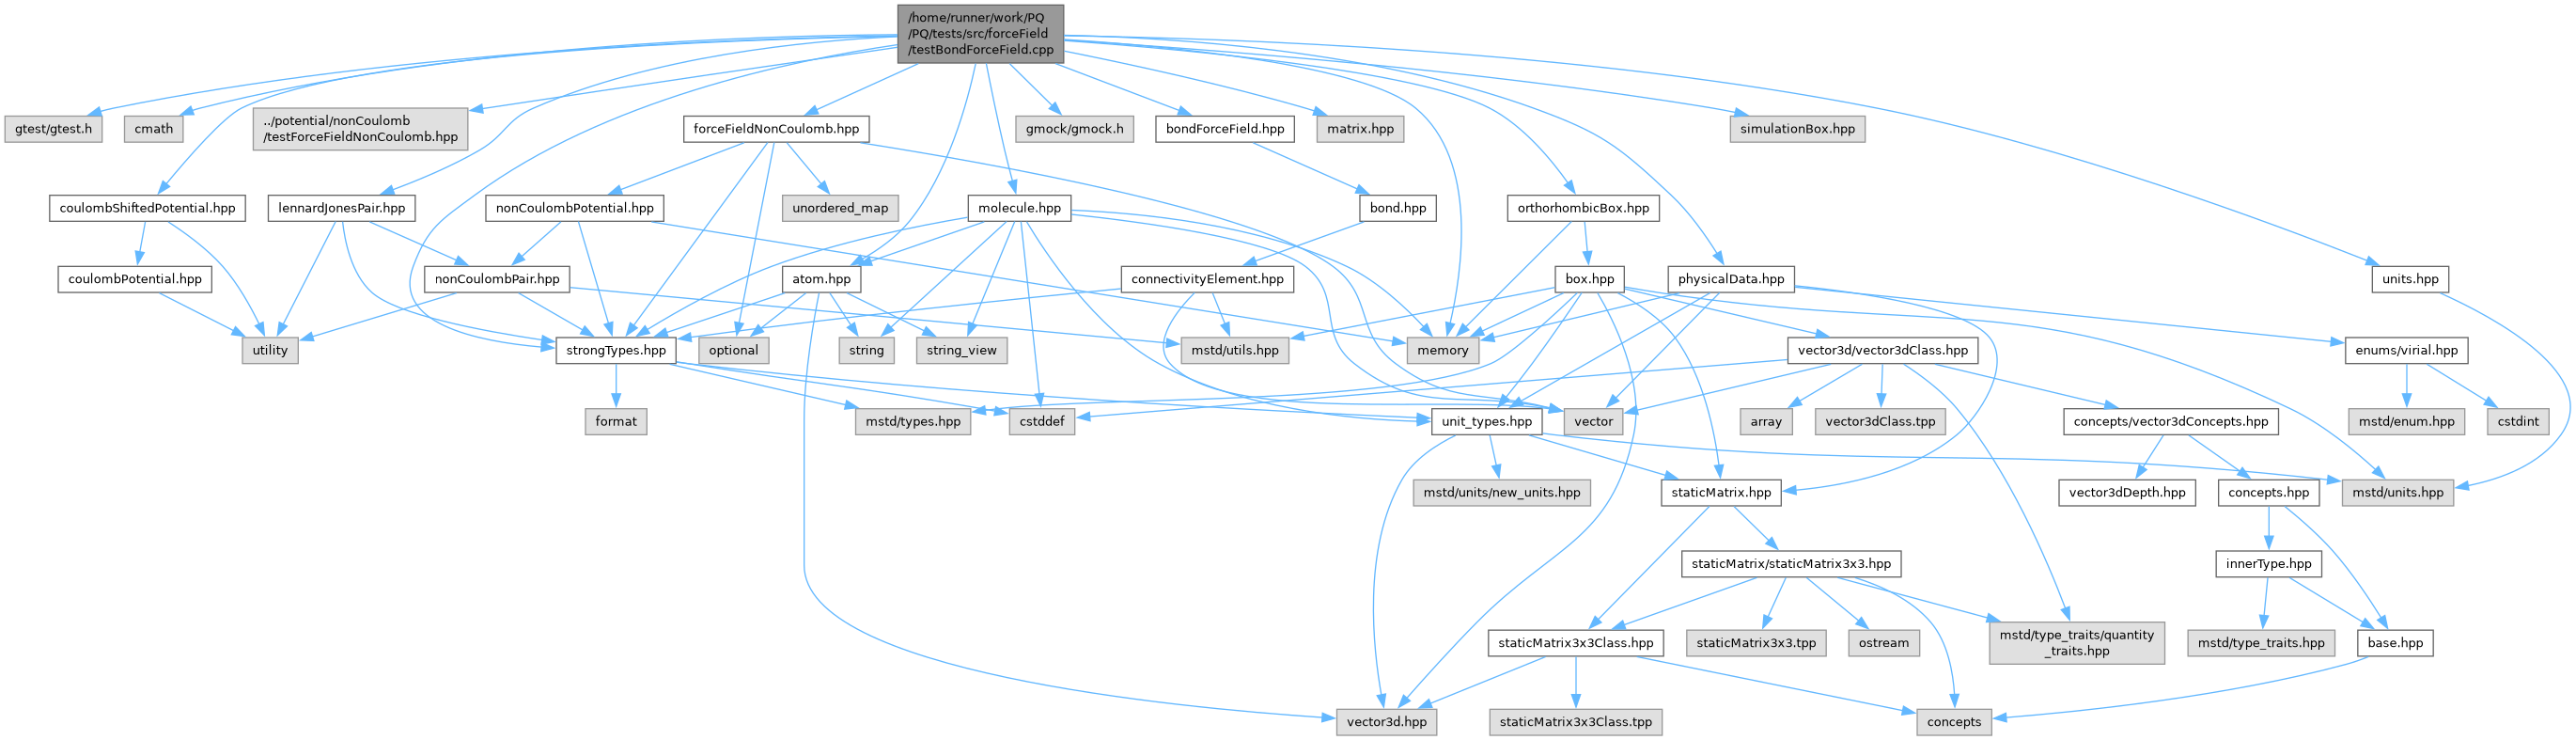 /home/runner/work/PQ
/PQ/tests/src/forceField
/testBondForceField.cpp
gtest/gtest.h
cmath
../potential/nonCoulomb
/testForceFieldNonCoulomb.hpp
forceFieldNonCoulomb.hpp
gmock/gmock.h
bondForceField.hpp
matrix.hpp
simulationBox.hpp
coulombShiftedPotential.hpp
lennardJonesPair.hpp
nonCoulombPotential.hpp
unordered_map
molecule.hpp
bond.hpp
orthorhombicBox.hpp
coulombPotential.hpp
nonCoulombPair.hpp
atom.hpp
connectivityElement.hpp
box.hpp
physicalData.hpp
units.hpp
utility
strongTypes.hpp
optional
string
string_view
mstd/utils.hpp
memory
vector3d/vector3dClass.hpp
enums/virial.hpp
format
mstd/types.hpp
cstddef
unit_types.hpp
vector
array
vector3dClass.tpp
concepts/vector3dConcepts.hpp
mstd/enum.hpp
cstdint
mstd/units/new_units.hpp
staticMatrix.hpp
vector3dDepth.hpp
concepts.hpp
mstd/units.hpp
staticMatrix/staticMatrix3x3.hpp
innerType.hpp
staticMatrix3x3Class.hpp
staticMatrix3x3.tpp
ostream
mstd/type_traits/quantity
_traits.hpp
mstd/type_traits.hpp
base.hpp
vector3d.hpp
staticMatrix3x3Class.tpp
concepts